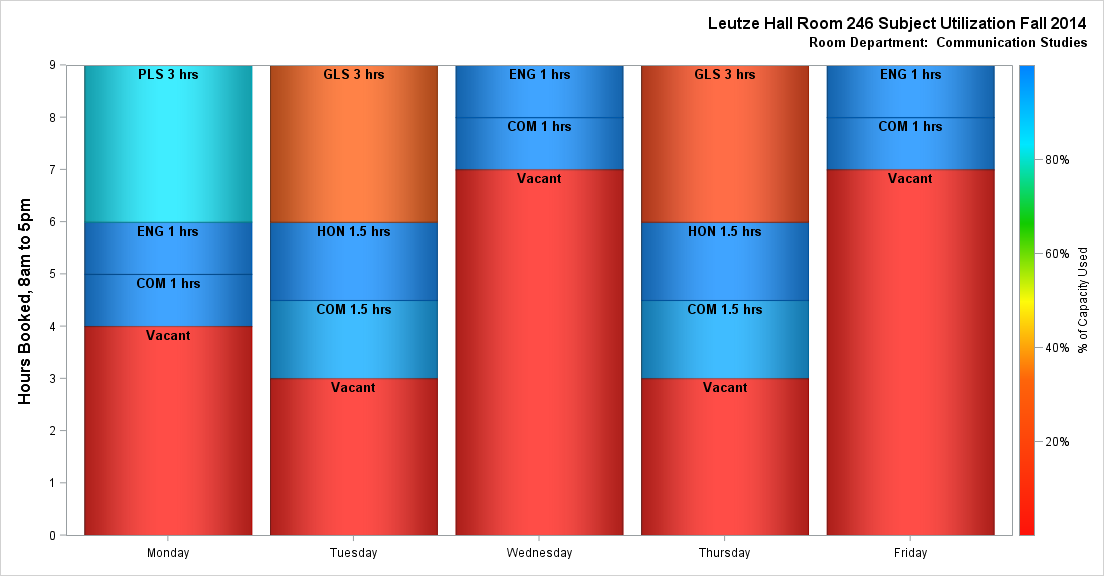 Leutze Hall Room 246 Subject Utilization Fall 2014
Room Department:  Communication Studies
Hours Booked, 8am to 5pm
9
8
7
6
5
4
3
2
1
0
PLS 3 hrs
ENG 1 hrs
COM 1 hrs
Vacant
GLS 3 hrs
HON 1.5 hrs
COM 1.5 hrs
Vacant
ENG 1 hrs
COM 1 hrs
Vacant
GLS 3 hrs
HON 1.5 hrs
COM 1.5 hrs
Vacant
ENG 1 hrs
COM 1 hrs
Vacant
Monday
Tuesday
Wednesday
Thursday
Friday
80%
60%
40%
20%
% of Capacity Used